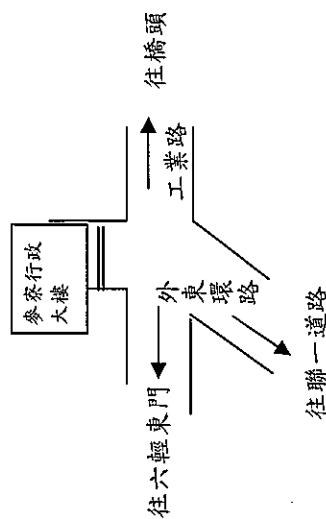 麥寮行政
大樓
往橋頭
工業路
外東環路
往六輕東門
往聯一道路